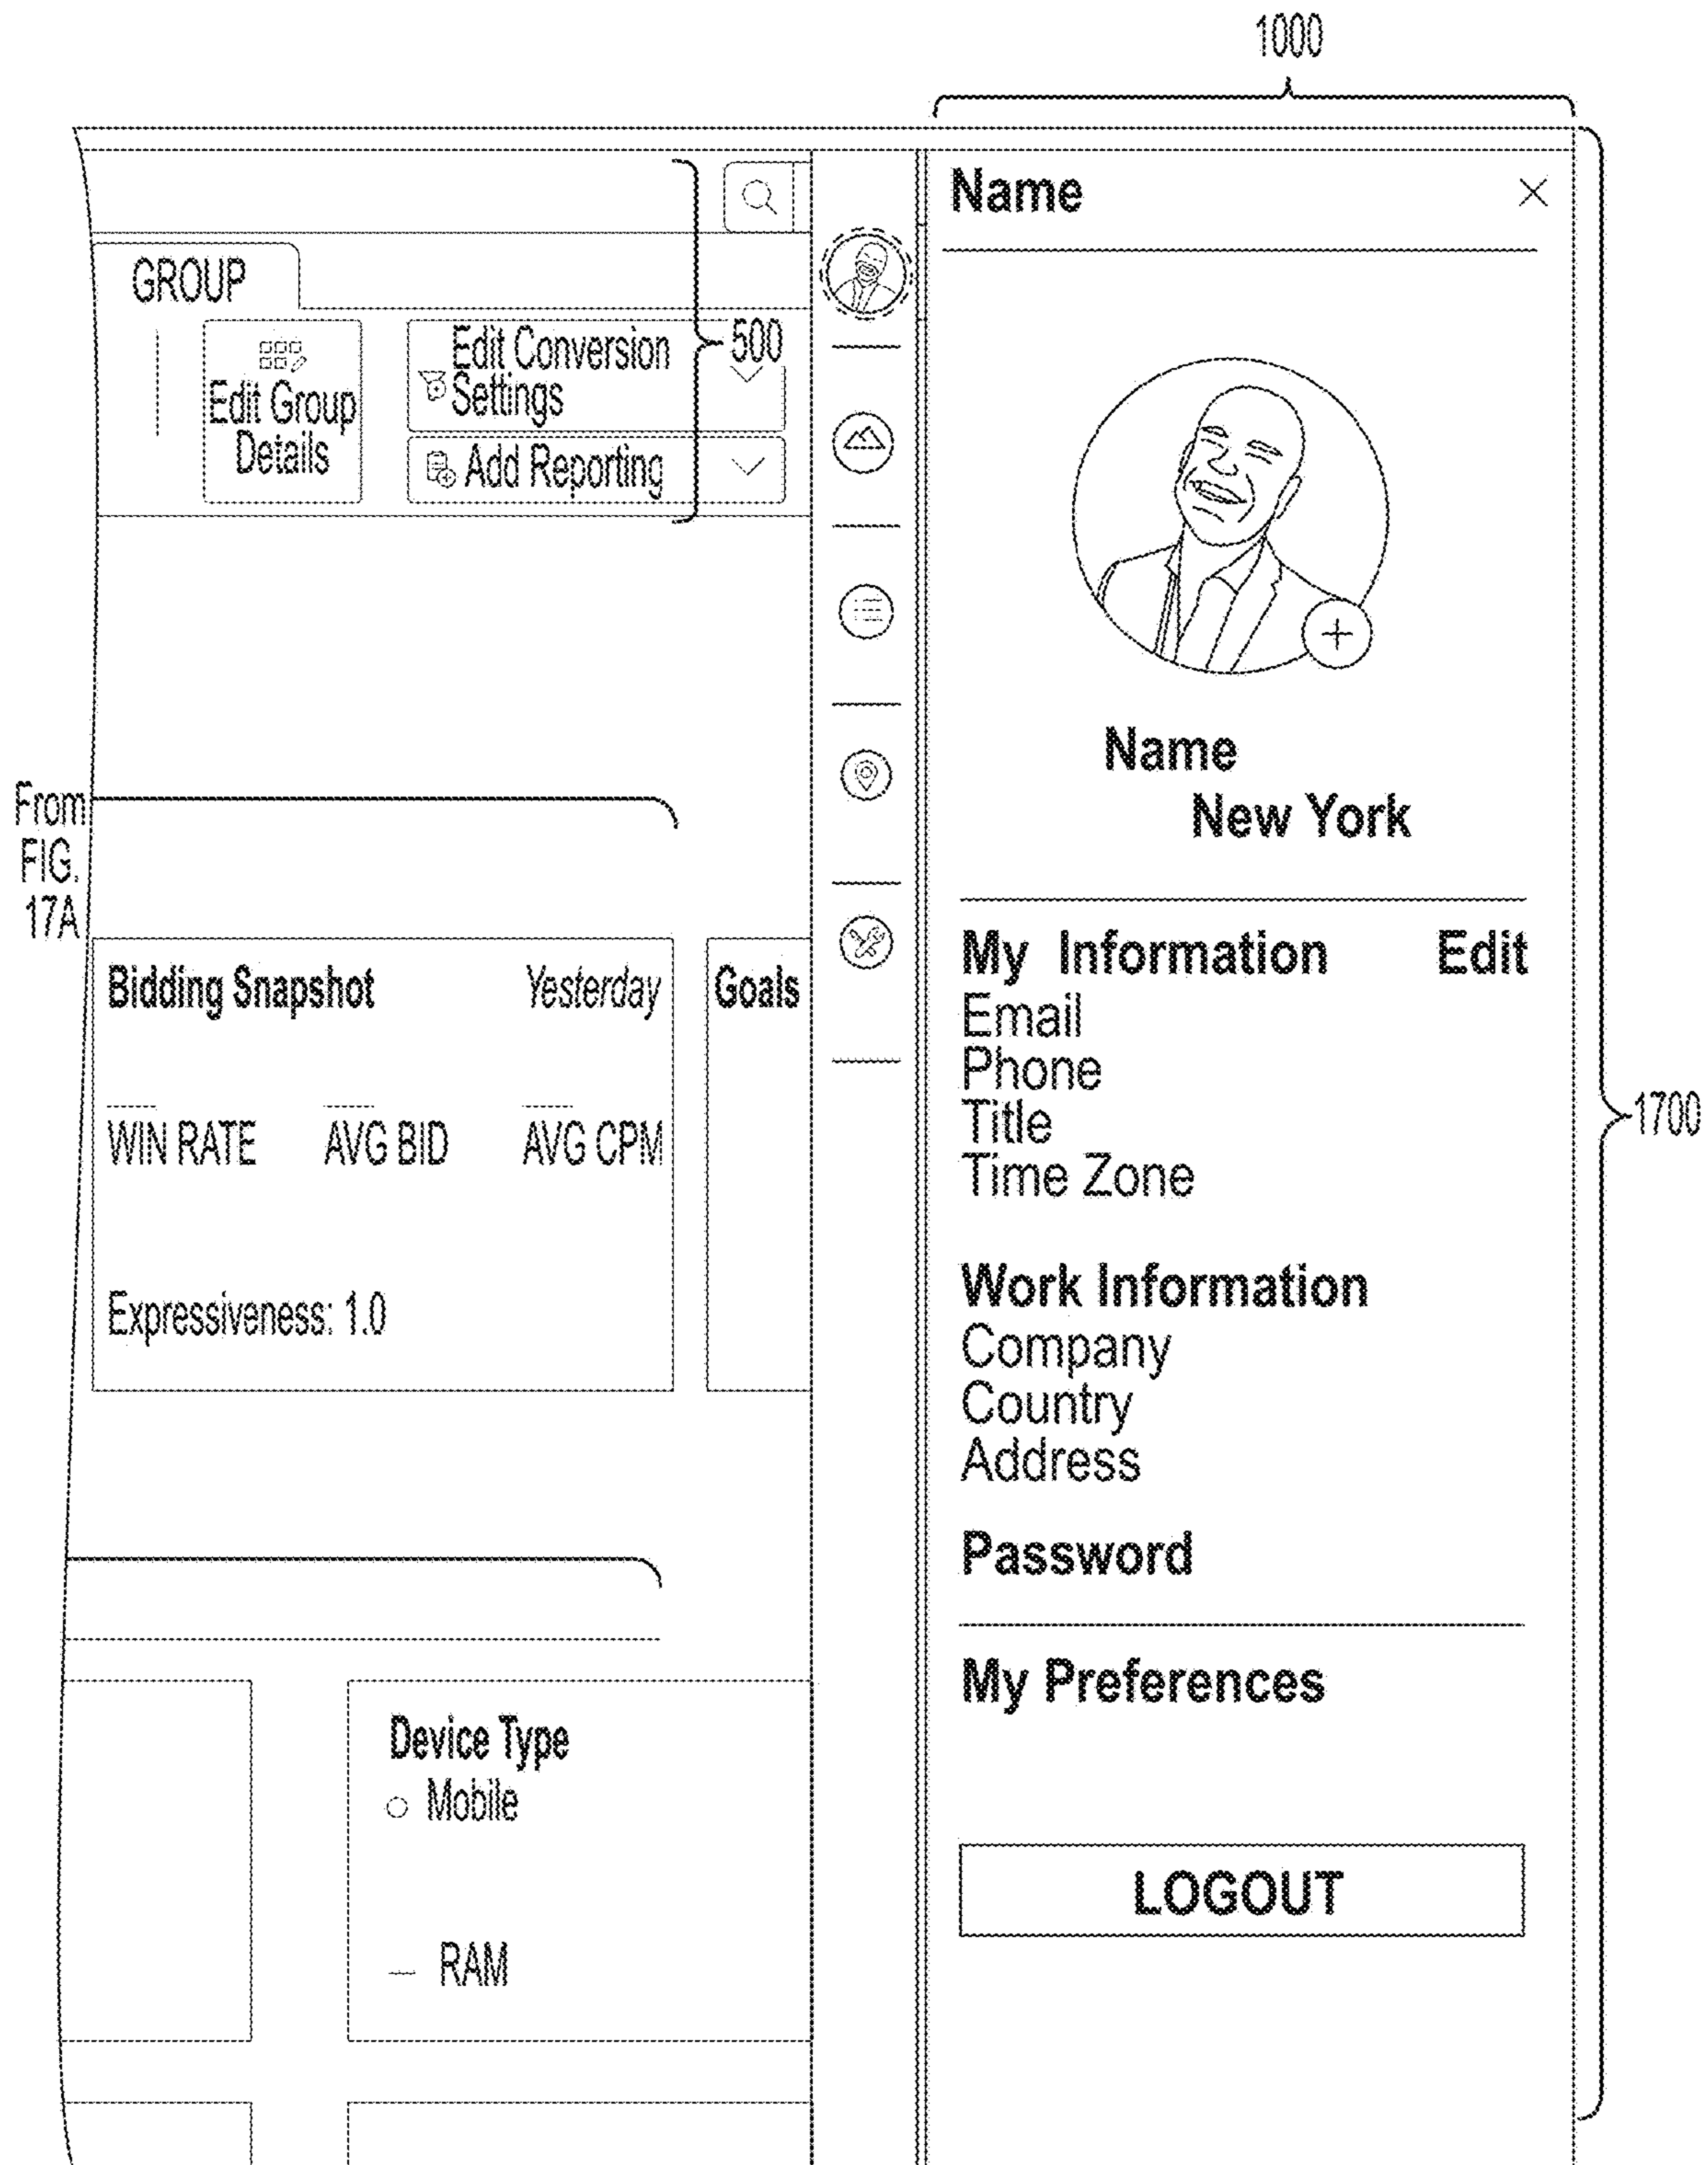 1000
Name
GROUP
500
Edit Conversion
Settings
Edit Group
Details
Add Reporting
Name
New York
From
FIG.
17A
Bidding Snapshot Yesterday
Goals
WIN RATE AVG BID AVG CPM
Expressiveness: 1.0
My Information Edit
Email
Phone
Title
Time Zone
1700
Work Information
Company
Country
Address
Password
My Preferences
Device Type
Mobile
RAM
LOGOUT